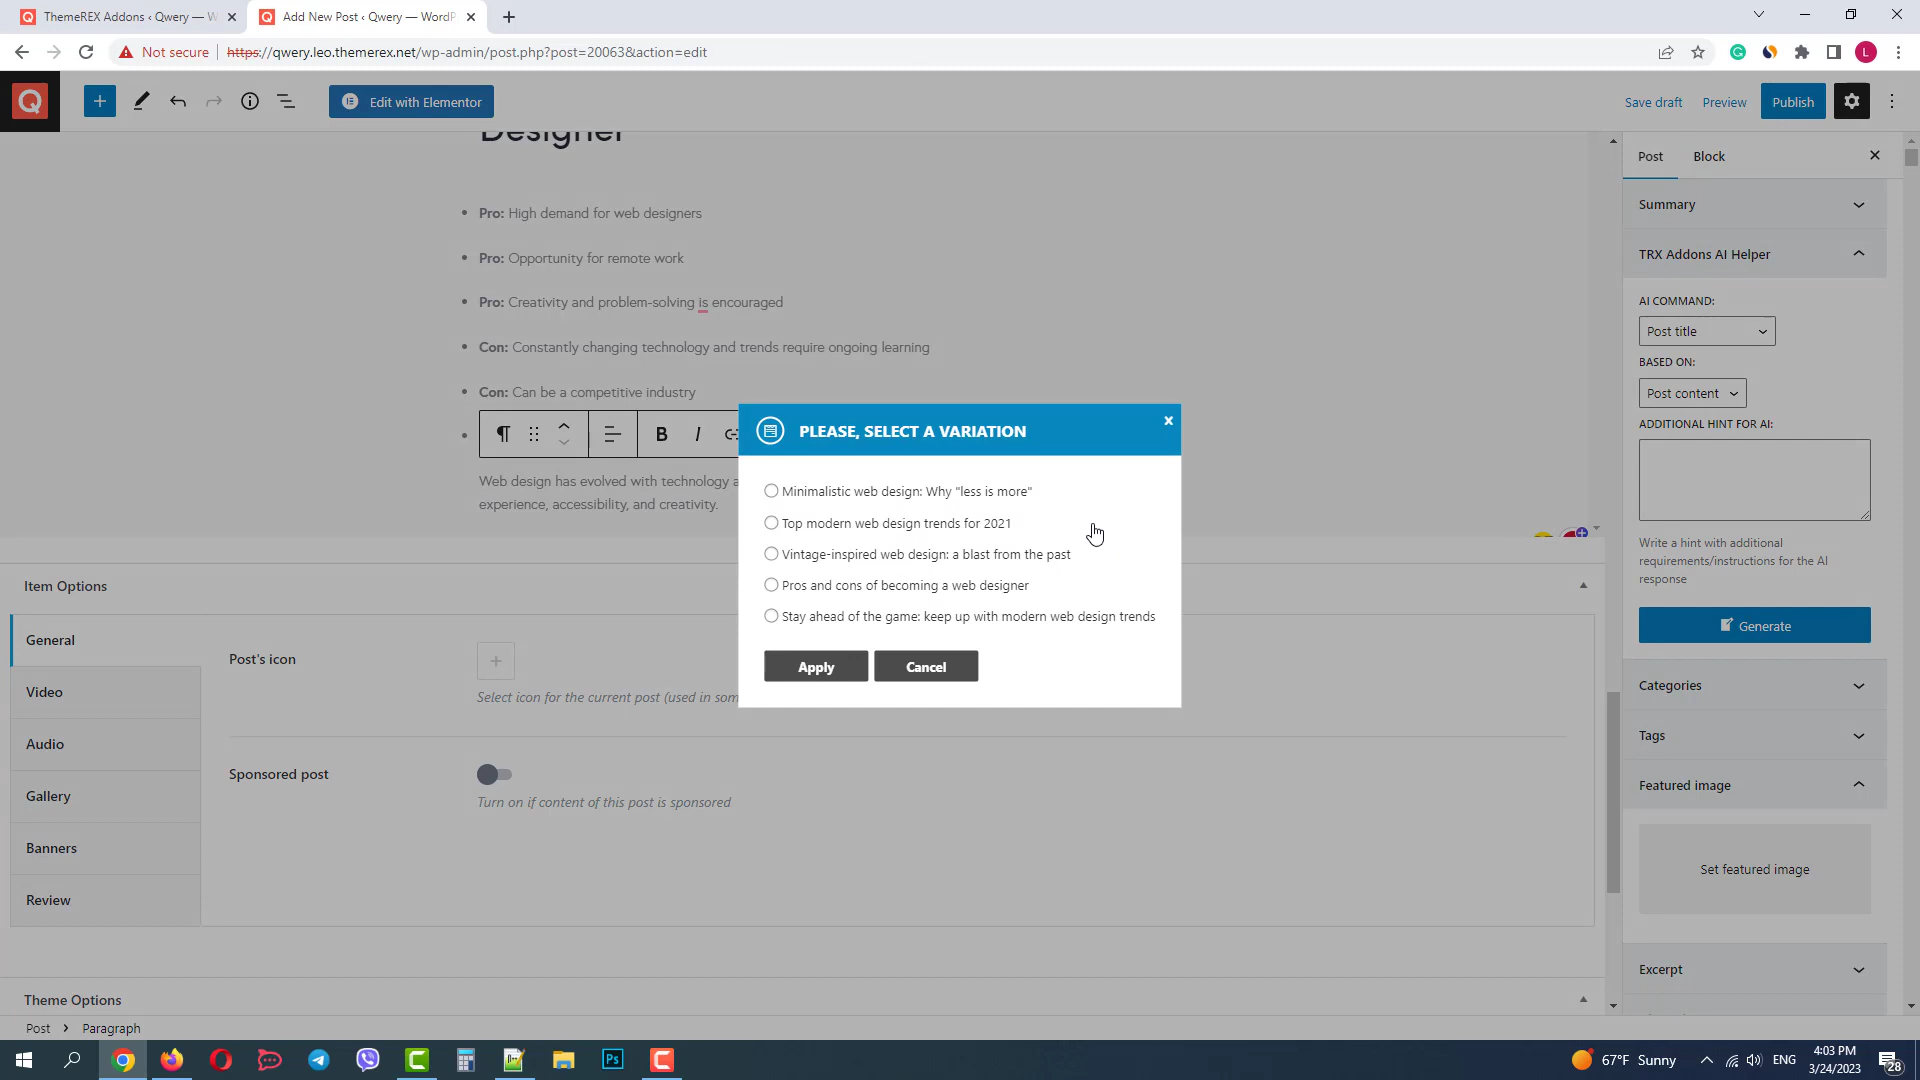 ThemeREX Addons ‹ Qwery — W
Add New Post ‹ Qwery — WordP
Not secure
https://qwery.leo.themerex.net/wp-admin/post.php?post=20063&action=edit
L
Edit with Elementor
Save draft
Preview
Publish
Designer
Pro: High demand for web designers
Pro: Opportunity for remote work
Pro: Creativity and problem-solving is encouraged
Con: Constantly changing technology and trends require ongoing learning
Con: Can be a competitive industry
B
I
Web design has evolved with technology a
experience, accessibility, and creativity.
PLEASE, SELECT A VARIATION
x
Minimalistic web design: Why "less is more"
Top modern web design trends for 2021
Vintage-inspired web design: a blast from the past
Pros and cons of becoming a web designer
Stay ahead of the game: keep up with modern web design trends
Apply
Cancel
Item Options
General
Video
Audio
Gallery
Banners
Review
Post's icon
Select icon for the current post (used in som
Sponsored post
Turn on if content of this post is sponsored
Theme Options
Post
Paragraph
Post
Block
Summary
TRX Addons AI Helper
AI COMMAND:
Post title
BASED ON:
Post content
ADDITIONAL HINT FOR AI:
Write a hint with additional
requirements/instructions for the AI
response
Generate
Categories
Tags
Featured image
Set featured image
Excerpt
Ps
67°F Sunny
ENG
4:03 PM
3/24/2023
28